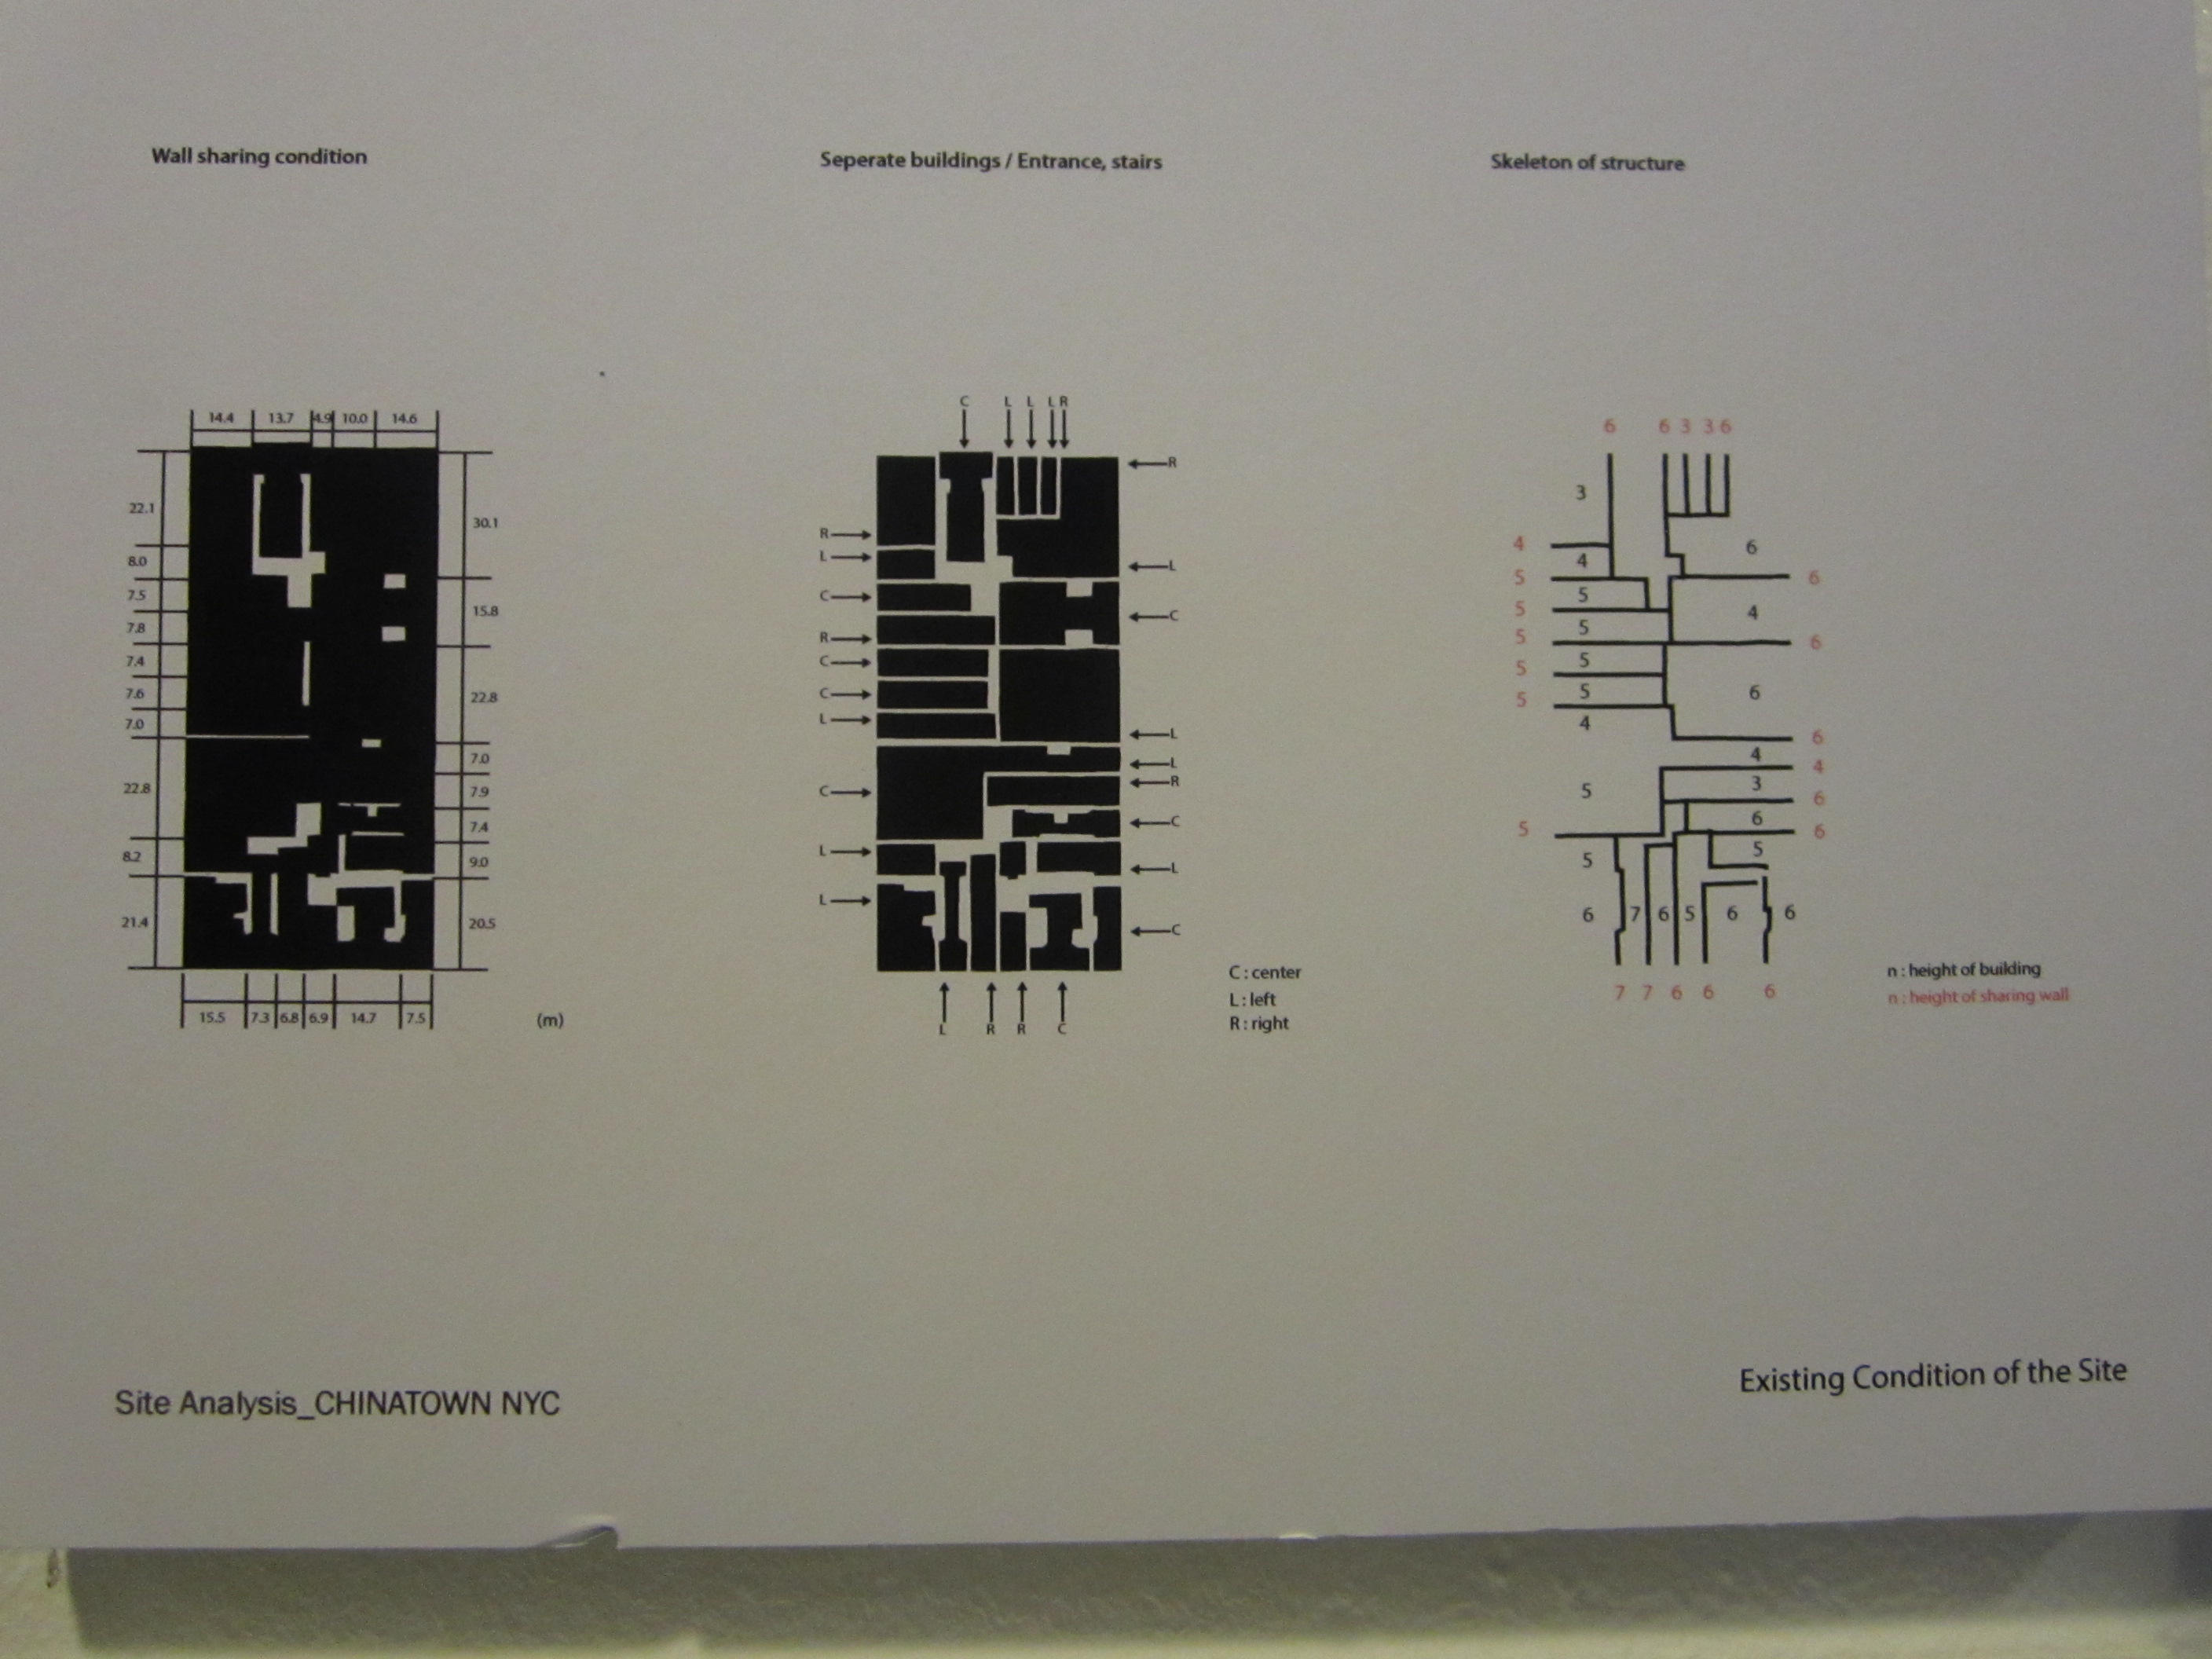 Wall sharing condition
Seperate buildings / Entrance, stairs
Skeleton of structure
14.4 13.7 4.9 10.0 14.6
22.1
8.0
7.5
7.8
7.4
7.6
7.0
22.8
8.2
21.4
30.1
15.8
22.8
7.0
7.9
7.4
9.0
20.5
15.5 7.3 6.8 6.9 14.7 7.5
(m)
C L L L R
R
L
C
R
C
C
L
C
L
L
R
L
C
L
L
R
C
L
C
L R R C
C : center
L : left
R : right
6 6 3 3 6
3
4
4
5
5
5
5
5
5
5
5
5
4
5
5
5
6
6
6
4
6
6
6
4
4
3
6
6
6
5
7 6 5 6 6
7 7 6 6 6
n : height of building
n : height of sharing wall
Site Analysis_CHINATOWN NYC
Existing Condition of the Site